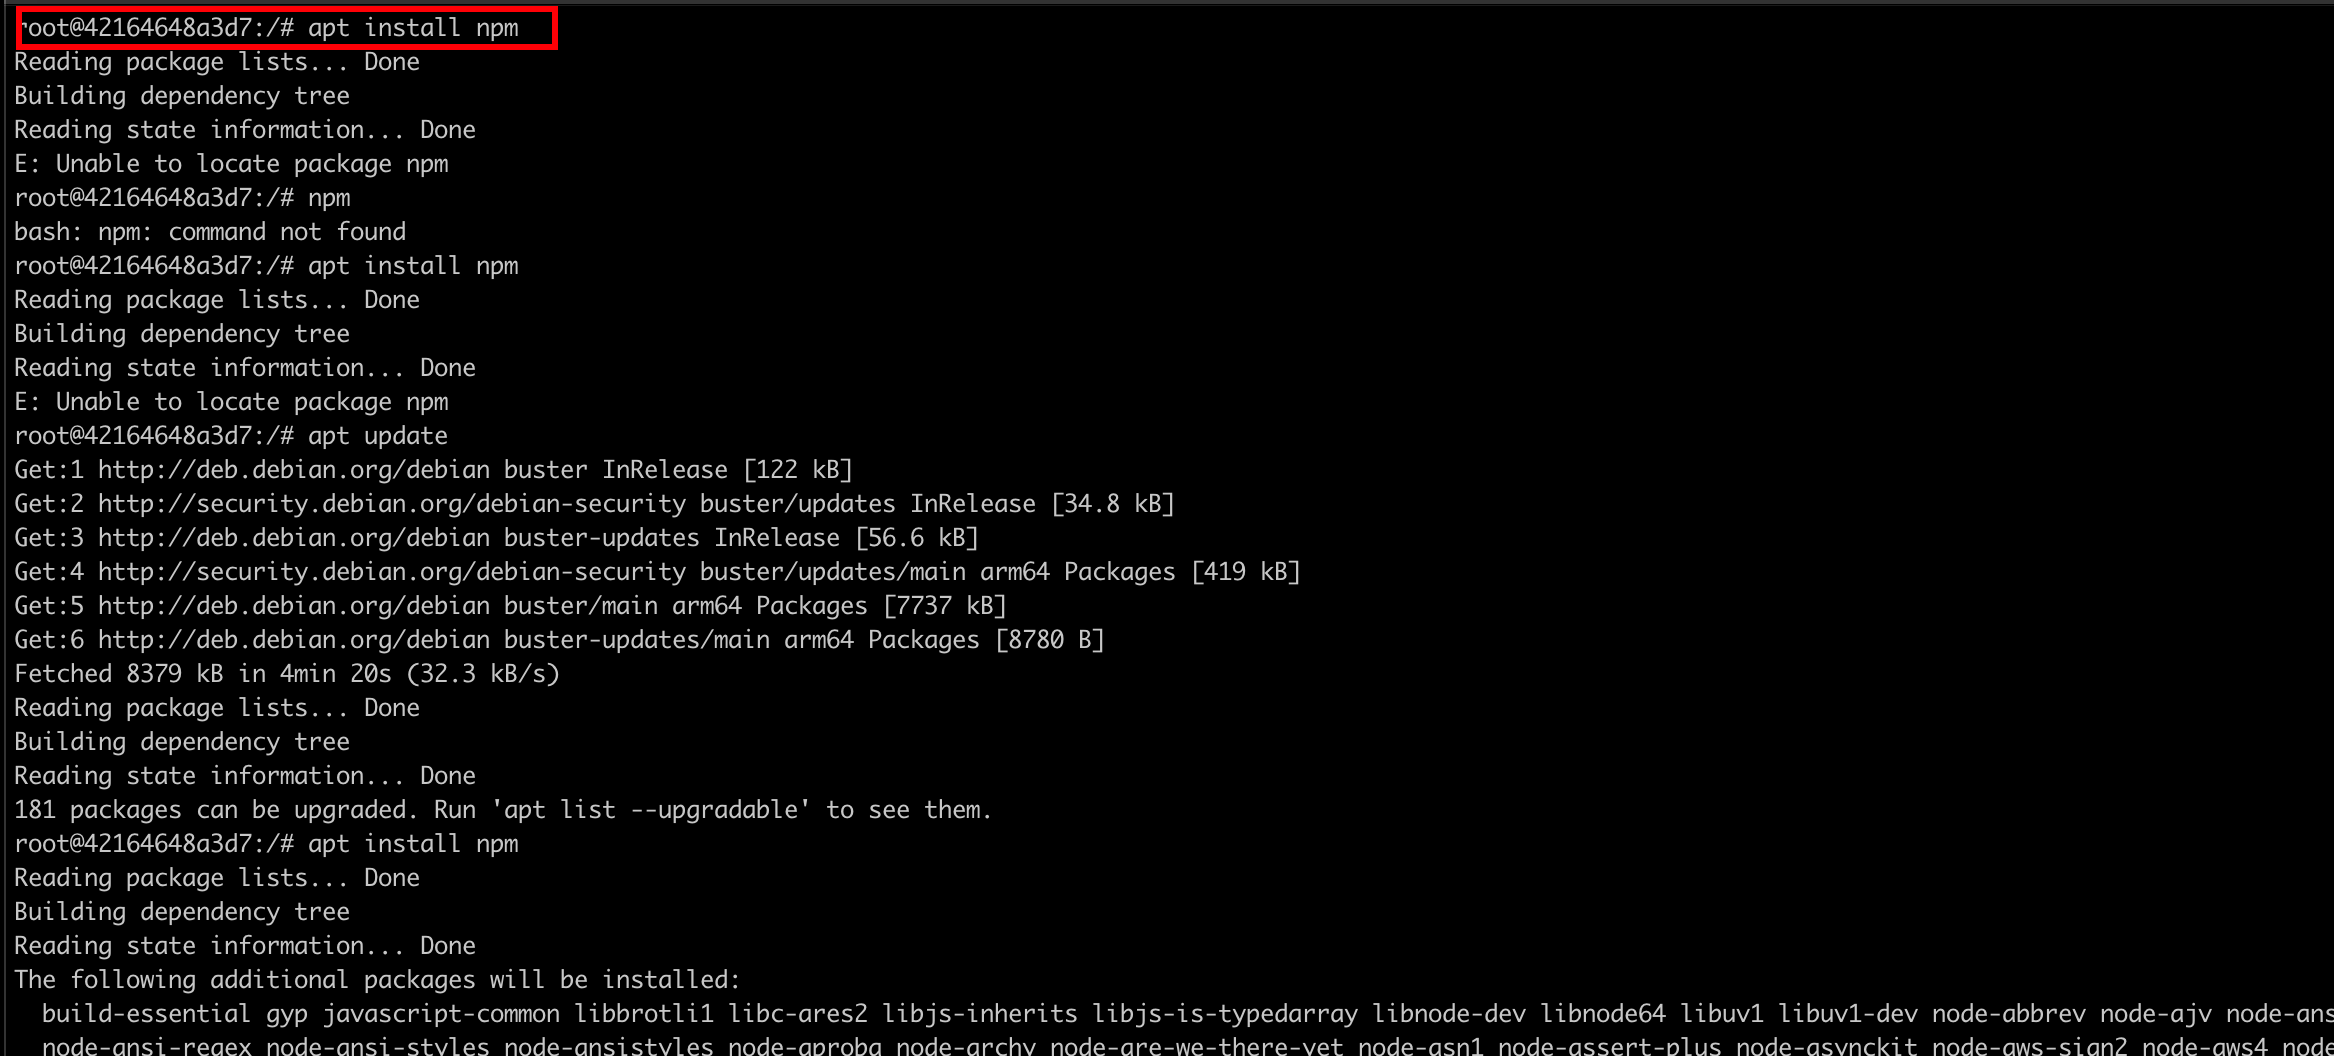 root@42164648a3d7:/# apt install npm
Reading package lists... Done
Building dependency tree
Reading state information... Done
E: Unable to locate package npm
root@42164648a3d7:/# npm
bash: npm: command not found
root@42164648a3d7:/# apt install npm
Reading package lists... Done
Building dependency tree
Reading state information... Done
E: Unable to locate package npm
root@42164648a3d7:/# apt update
Get:1 http://deb.debian.org/debian buster InRelease [122 kB]
Get:2 http://security.debian.org/debian-security buster/updates InRelease [34.8 kB]
Get:3 http://deb.debian.org/debian buster-updates InRelease [56.6 kB]
Get:4 http://security.debian.org/debian-security buster/updates/main arm64 Packages [419 kB]
Get:5 http://deb.debian.org/debian buster/main arm64 Packages [7737 kB]
Get:6 http://deb.debian.org/debian buster-updates/main arm64 Packages [8780 B]
Fetched 8379 kB in 4min 20s (32.3 kB/s)
Reading package lists... Done
Building dependency tree
Reading state information... Done
181 packages can be upgraded. Run 'apt list --upgradable' to see them.
root@42164648a3d7:/# apt install npm
Reading package lists... Done
Building dependency tree
Reading state information... Done
The following additional packages will be installed:
build-essential gyp javascript-common libbrotli1 libc-ares2 libjs-inherits libjs-is-typedarray libnode-dev libnode64 libuv1 libuv1-dev node-abbrev node-ajv node-ans
node-ansi-regex node-ansi-styles node-ansistyles node-aproba node-archy node-are-we-there-yet node-asn1 node-assert-plus node-asynckit node-aws-sign2 node-aws4 node